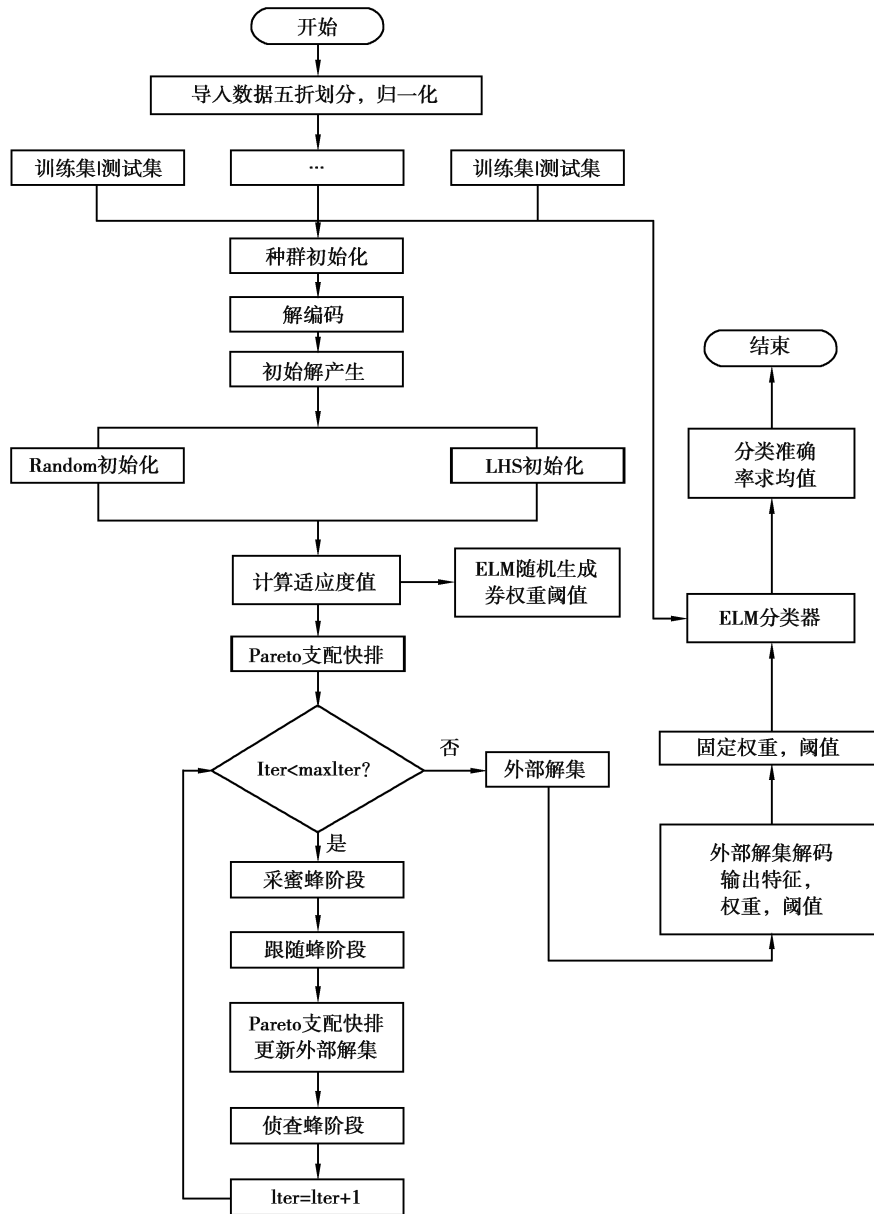 开始
导入数据五折划分，归一化
训练集|测试集
…
训练集|测试集
种群初始化
解编码
初始解产生
Random初始化
LHS初始化
计算适应度值
ELM随机生成
券权重阈值
Pareto支配快排
Iter<maxlter?
否
外部解集
是
采蜜蜂阶段
跟随蜂阶段
Pareto支配快排
更新外部解集
侦查蜂阶段
lter=lter+1
结束
分类准确
率求均值
ELM分类器
固定权重，阈值
外部解集解码
输出特征，
权重，阈值